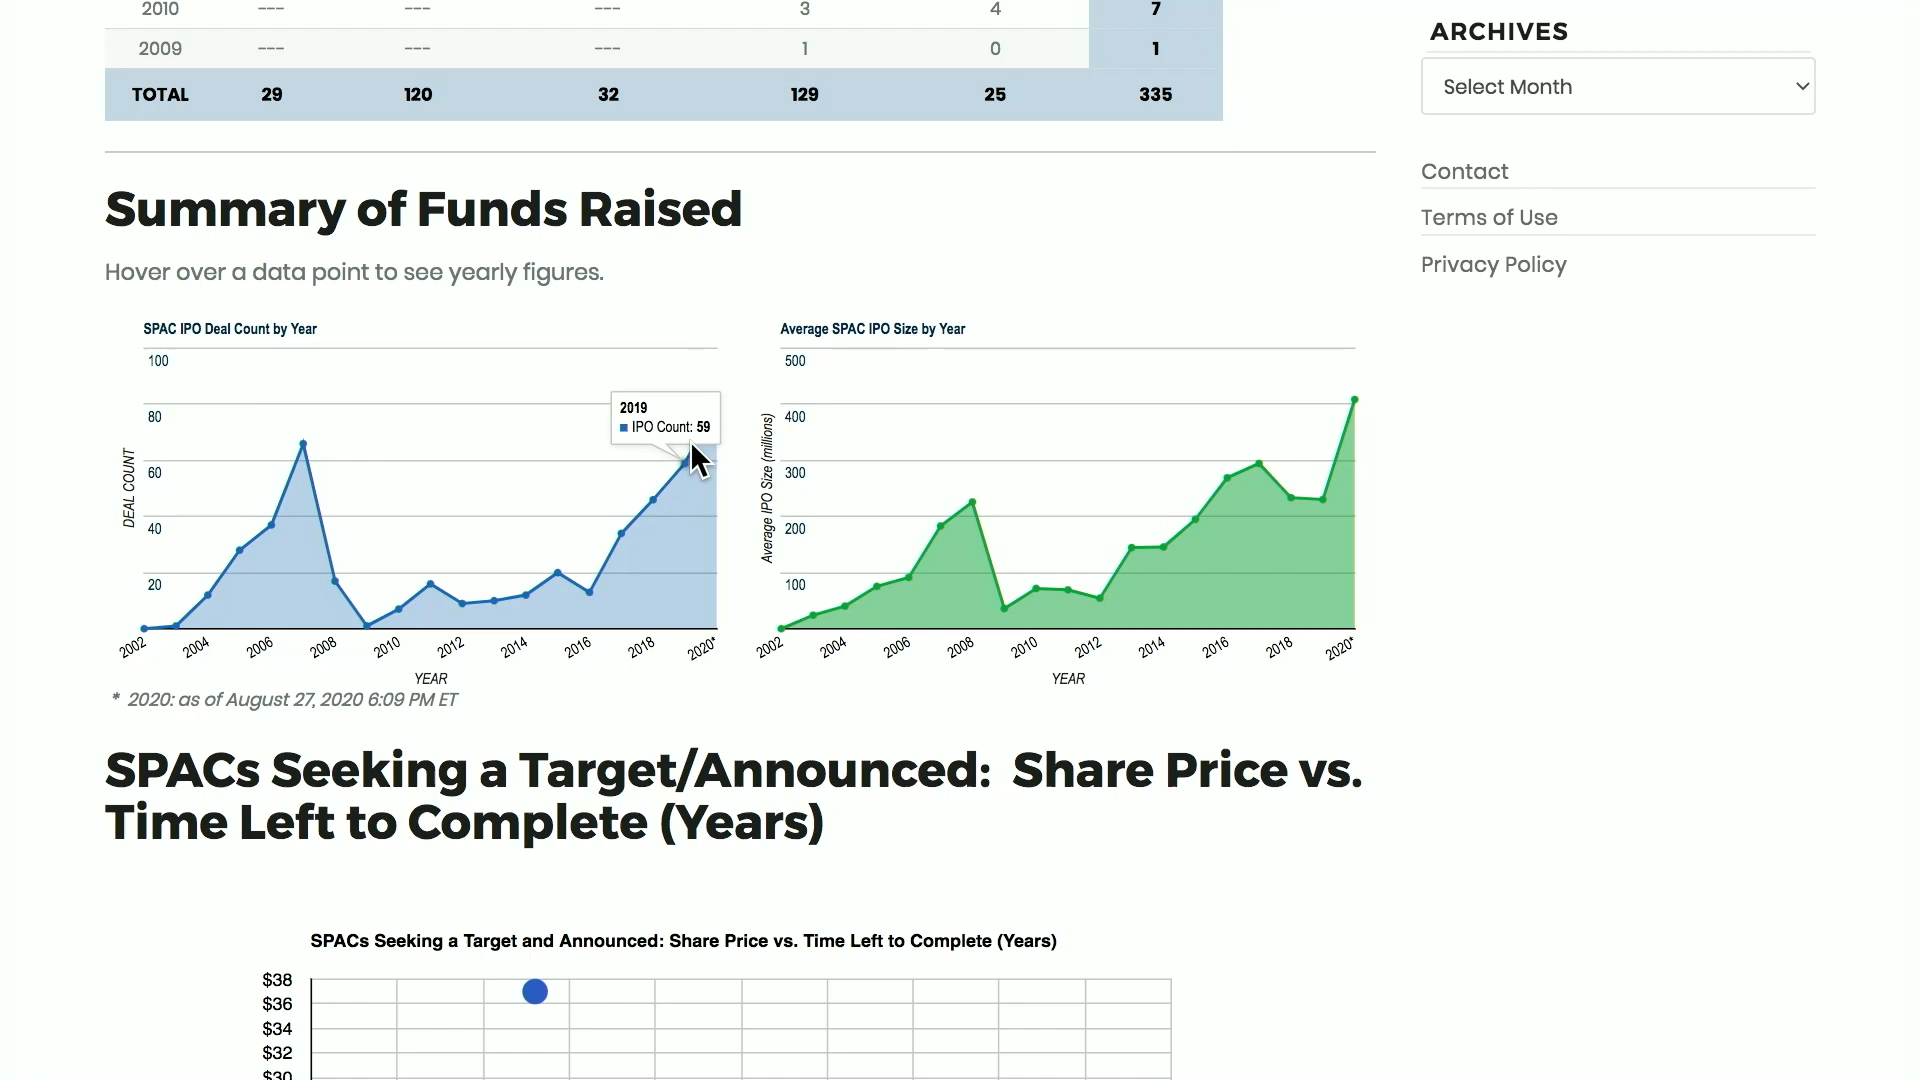 2010 --- --- --- 3 4 7
2009 --- --- --- 1 0 1
TOTAL 29 120 32 129 25 335
ARCHIVES
Select Month
Contact
Terms of Use
Privacy Policy
Summary of Funds Raised
Hover over a data point to see yearly figures.
SPAC IPO Deal Count by Year
100
80
60
40
20
DEAL COUNT
2019
IPO Count: 59
2002 2004 2006 2008 2010 2012 2014 2016 2018 2020*
YEAR
Average SPAC IPO Size by Year
500
400
300
200
100
Average IPO Size (millions)
2002 2004 2006 2008 2010 2012 2014 2016 2018 2020*
YEAR
* 2020: as of August 27, 2020 6:09 PM ET
SPACs Seeking a Target/Announced: Share Price vs.
Time Left to Complete (Years)
SPACs Seeking a Target and Announced: Share Price vs. Time Left to Complete (Years)
$38
$36
$34
$32
$30